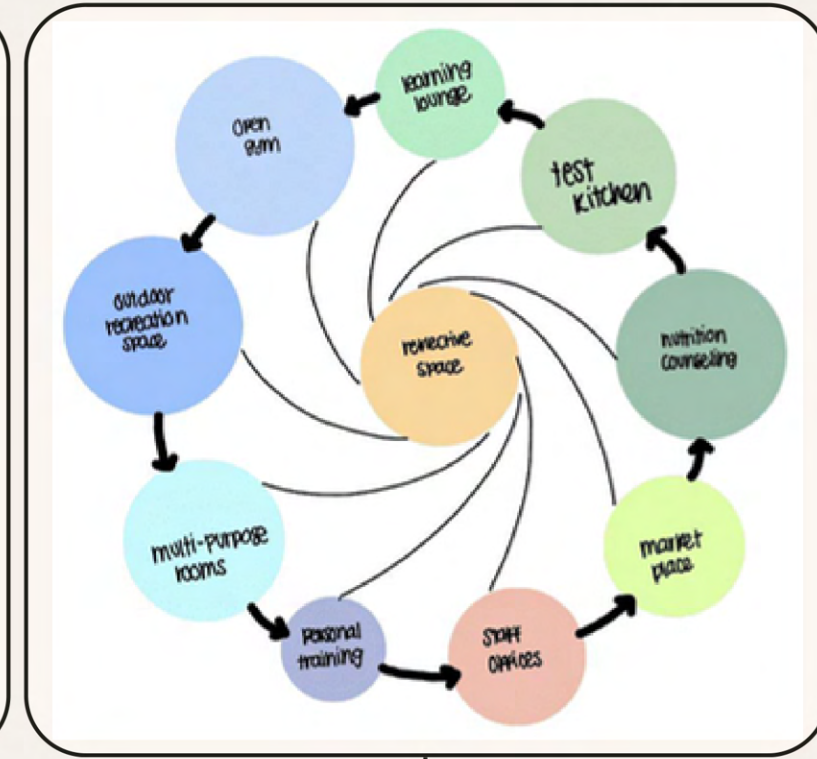 learning
lounge
open
gym
test
kitchen
outdoor
recreation
space
reflective
space
nutrition
counseling
multi-purpose
rooms
market
place
personal
training
staff
offices